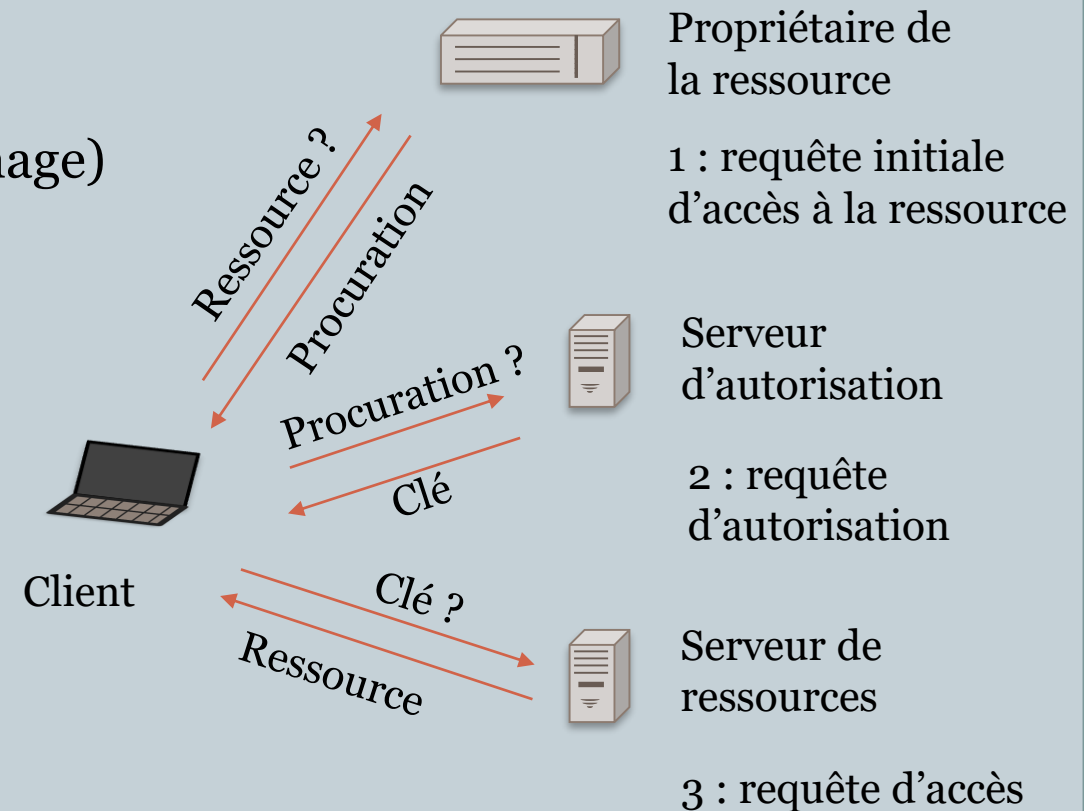 Propriétaire de
la ressource
nage)
1 : requête initiale
d’accès à la ressource
Ressource ?
Procuration
Serveur
d’autorisation
Procuration ?
Clé
2 : requête
d’autorisation
Client
Clé ?
Ressource
Serveur de
ressources
3 : requête d’accès